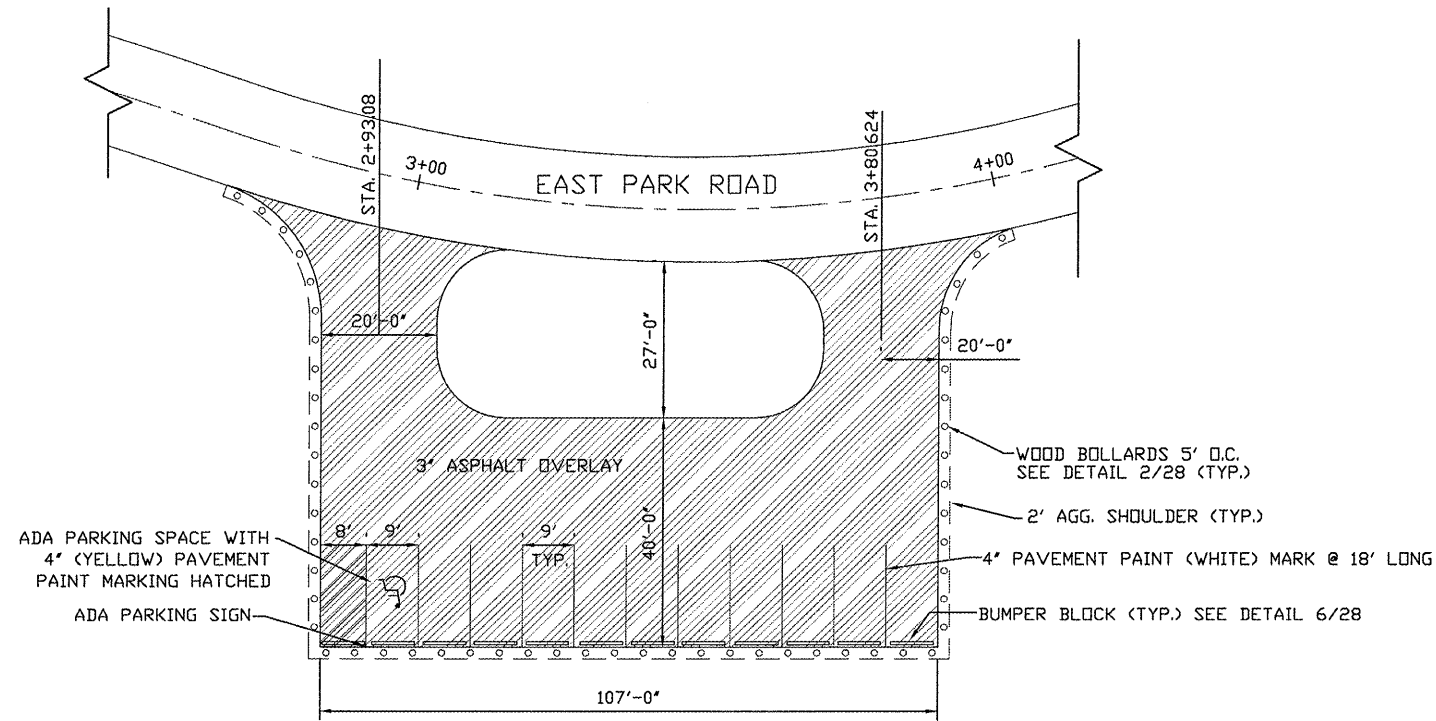 STA. 2+93.08
3+00
EAST PARK ROAD
STA. 3+80.624
4+00
20'-0"
27'-0"
20'-0"
3" ASPHALT OVERLAY
40'-0"
WOOD BOLLARDS 5' O.C.
SEE DETAIL 2/28 (TYP.)
2' AGG. SHOULDER (TYP.)
8'
9'
9'
TYP.
ADA PARKING SPACE WITH
4" (YELLOW) PAVEMENT
PAINT MARKING HATCHED
4" PAVEMENT PAINT (WHITE) MARK @ 18' LONG
ADA PARKING SIGN
BUMPER BLOCK (TYP.) SEE DETAIL 6/28
107'-0"